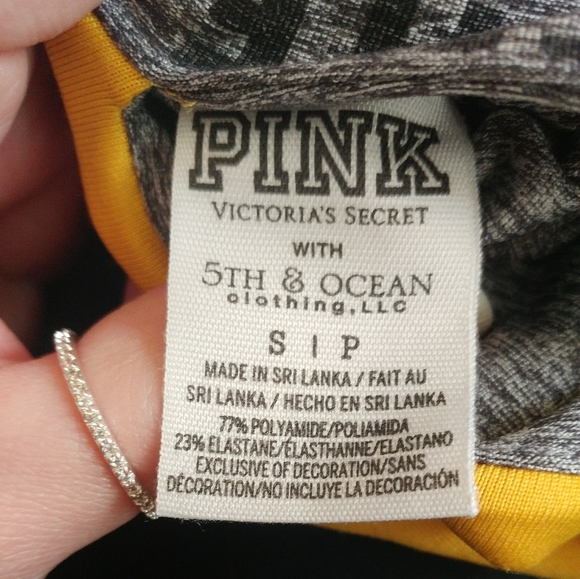 PINK
VICTORIA'S SECRET
WITH
5TH & OCEAN
clothing,LLC
S | P
MADE IN SRI LANKA / FAIT AU
SRI LANKA / HECHO EN SRI LANKA
77% POLYAMIDE/POLIAMIDA
23% ELASTANE/ÉLASTHANNE/ELASTANO
EXCLUSIVE OF DECORATION/SANS
DÉCORATION/NO INCLUYE LA DECORACIÓN